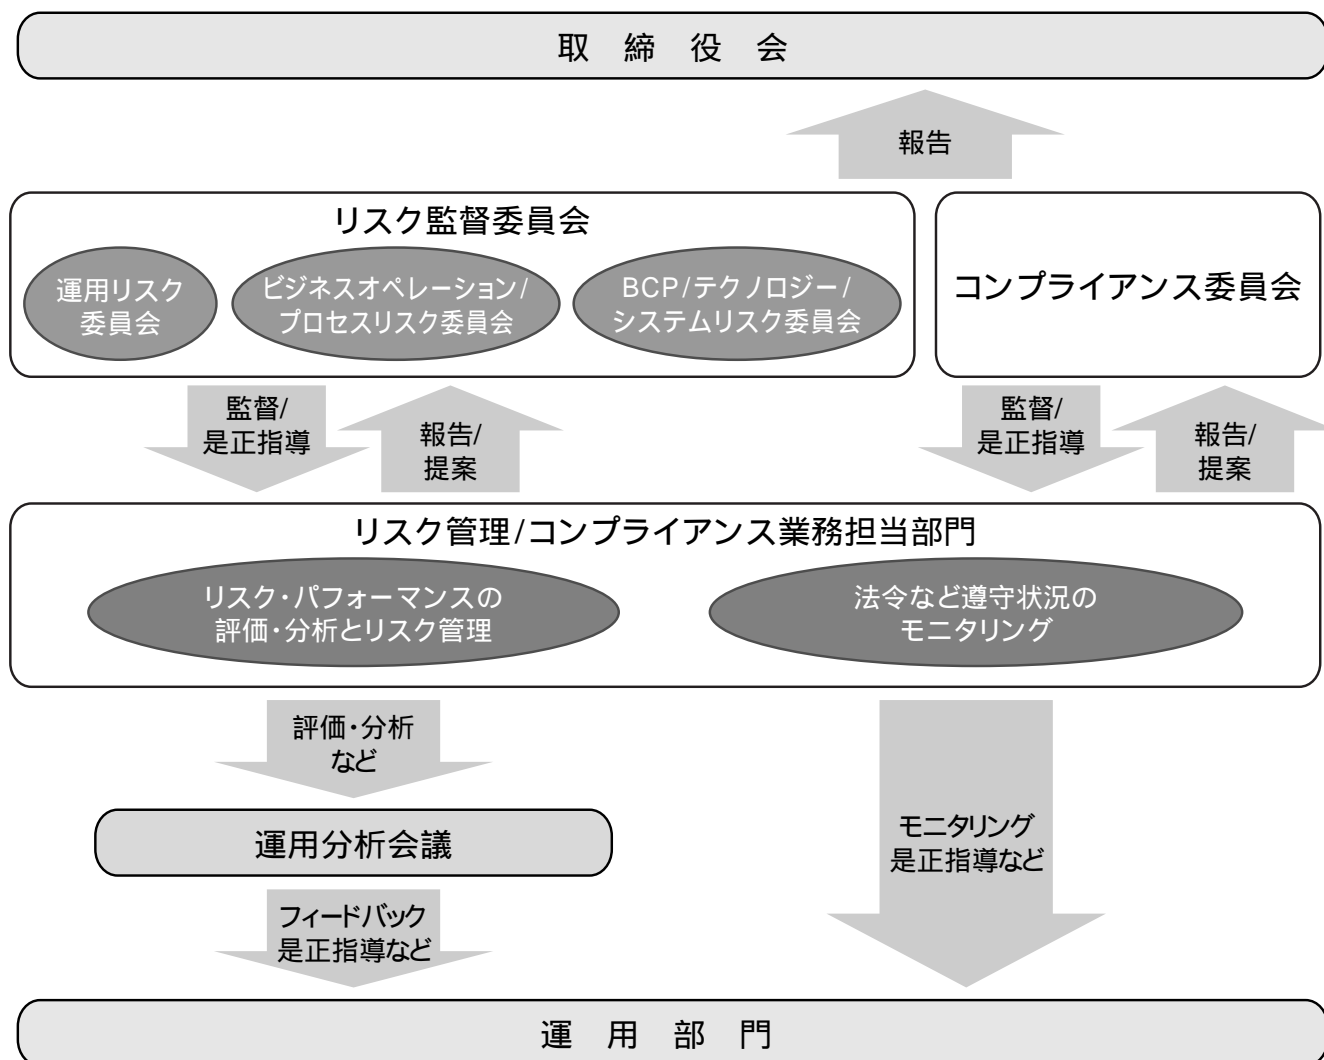 取締役会
報告
リスク監督委員会
運用リスク
委員会
ビジネスオペレーション/
プロセスリスク委員会
BCP/テクノロジー/
システムリスク委員会
コンプライアンス委員会
監督/
是正指導
報告/
提案
監督/
是正指導
報告/
提案
リスク管理/コンプライアンス業務担当部門
リスク・パフォーマンスの
評価・分析とリスク管理
法令など遵守状況の
モニタリング
評価・分析
など
運用分析会議
フィードバック
是正指導など
モニタリング
是正指導など
運用部門